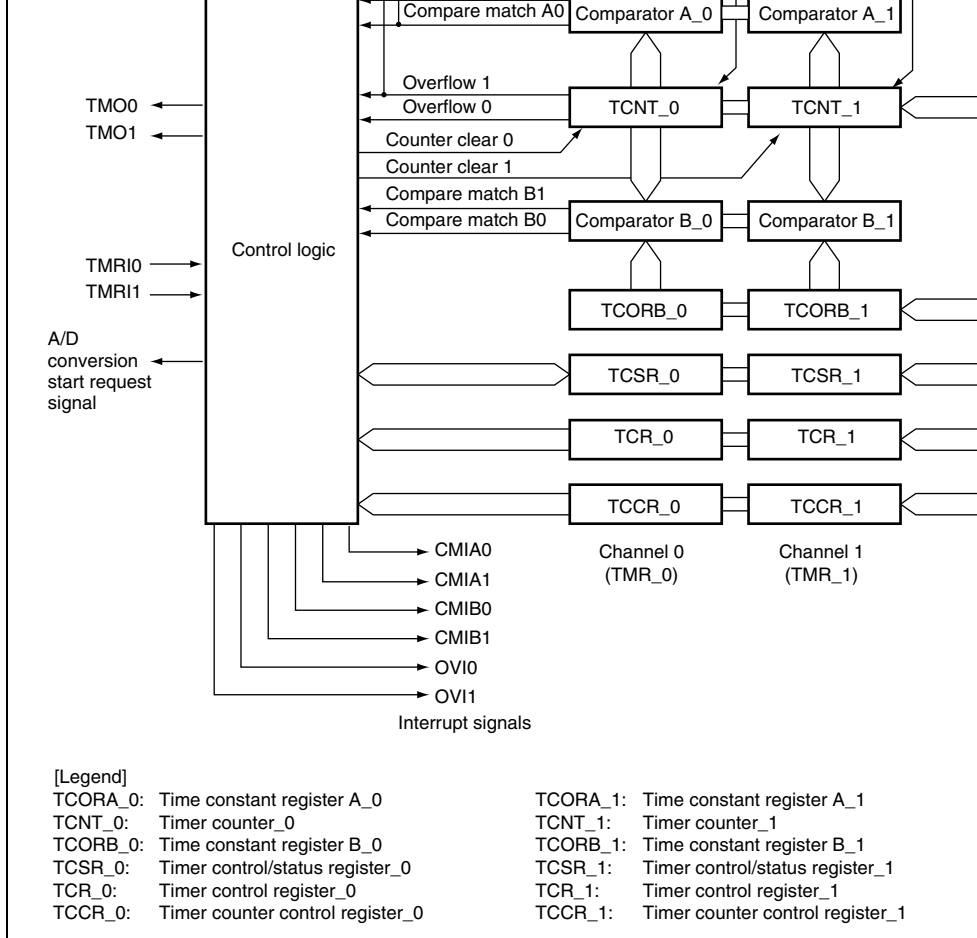 Compare match A0
Comparator A_0
Comparator A_1
Overflow 1
TMO0
Overflow 0
TCNT_0
TCNT_1
TMO1
Counter clear 0
Counter clear 1
Compare match B1
Compare match B0
Comparator B_0
Comparator B_1
Control logic
TMRI0
TMRI1
TCORB_0
TCORB_1
A/D
conversion
start request
signal
TCSR_0
TCSR_1
TCR_0
TCR_1
TCCR_0
TCCR_1
CMIA0
Channel 0
(TMR_0)
Channel 1
(TMR_1)
CMIA1
CMIB0
CMIB1
OVI0
OVI1
Interrupt signals
[Legend]
TCORA_0: Time constant register A_0
TCNT_0: Timer counter_0
TCORB_0: Time constant register B_0
TCSR_0: Timer control/status register_0
TCR_0: Timer control register_0
TCCR_0: Timer counter control register_0
TCORA_1: Time constant register A_1
TCNT_1: Timer counter_1
TCORB_1: Time constant register B_1
TCSR_1: Timer control/status register_1
TCR_1: Timer control register_1
TCCR_1: Timer counter control register_1